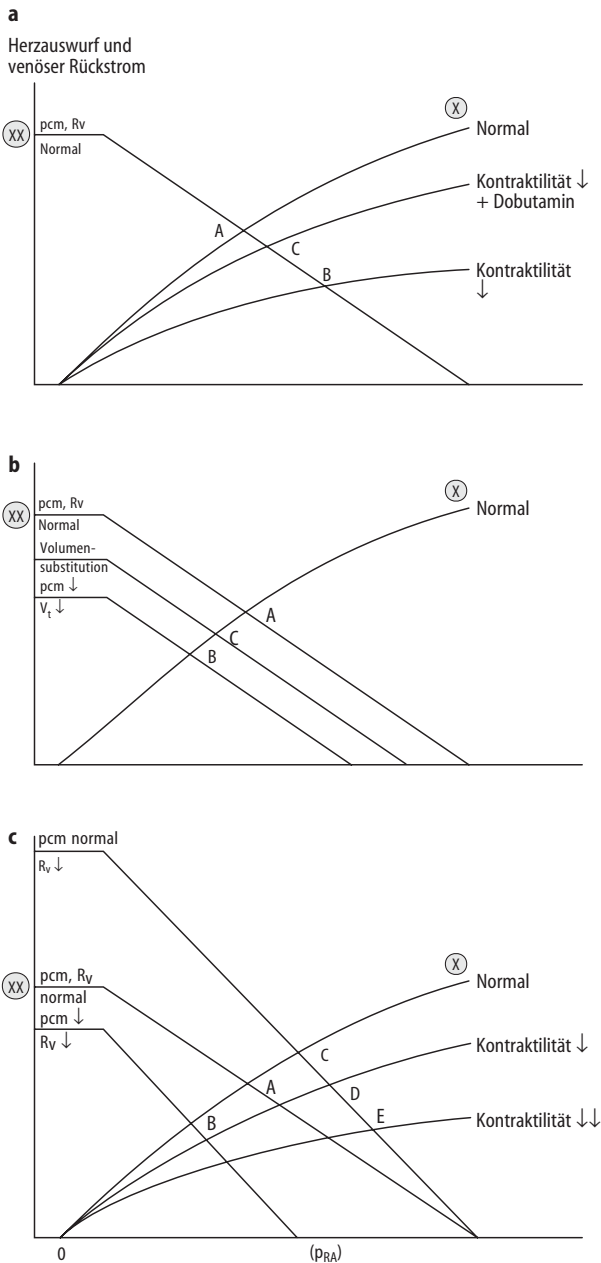 a
Herzauswurf und
venöser Rückstrom
X
XX
pcm, Rv
Normal
Normal
Kontraktilität ↓
+ Dobutamin
A
C
B
Kontraktilität
↓
b
X
XX
pcm, Rv
Normal
Normal
Volumen-
substitution
pcm ↓
Vt ↓
A
C
B
c
pcm normal
Rv ↓
X
XX
pcm, RV
normal
Normal
pcm ↓
RV ↓
Kontraktilität ↓
C
A
D
B
E
Kontraktilität ↓↓
0
(pRA)